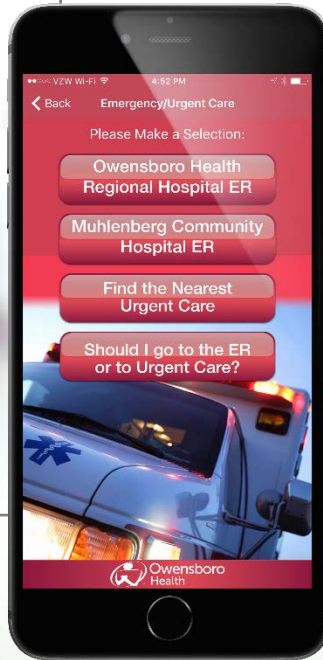 VZW Wi-Fi 4:52 PM
Back Emergency/Urgent Care
Please Make a Selection:
Owensboro Health
Regional Hospital ER
Muhlenberg Community
Hospital ER
Find the Nearest
Urgent Care
Should I go to the ER
or to Urgent Care?
Owensboro
Health